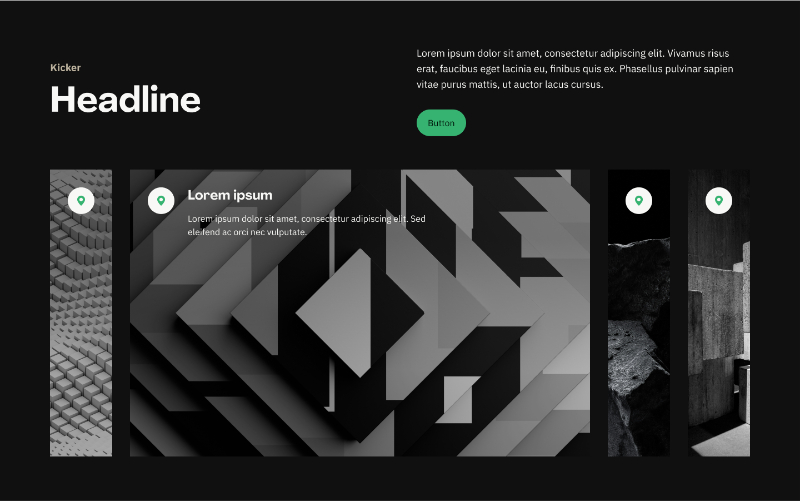 Kicker
Headline
Lorem ipsum dolor sit amet, consectetur adipiscing elit. Vivamus risus
erat, faucibus eget lacinia eu, finibus quis ex. Phasellus pulvinar sapien
vitae purus mattis, ut auctor lacus cursus.
Button
Lorem ipsum
Lorem ipsum dolor sit amet, consectetur adipiscing elit. Sed
eleifend ac orci nec vulputate.